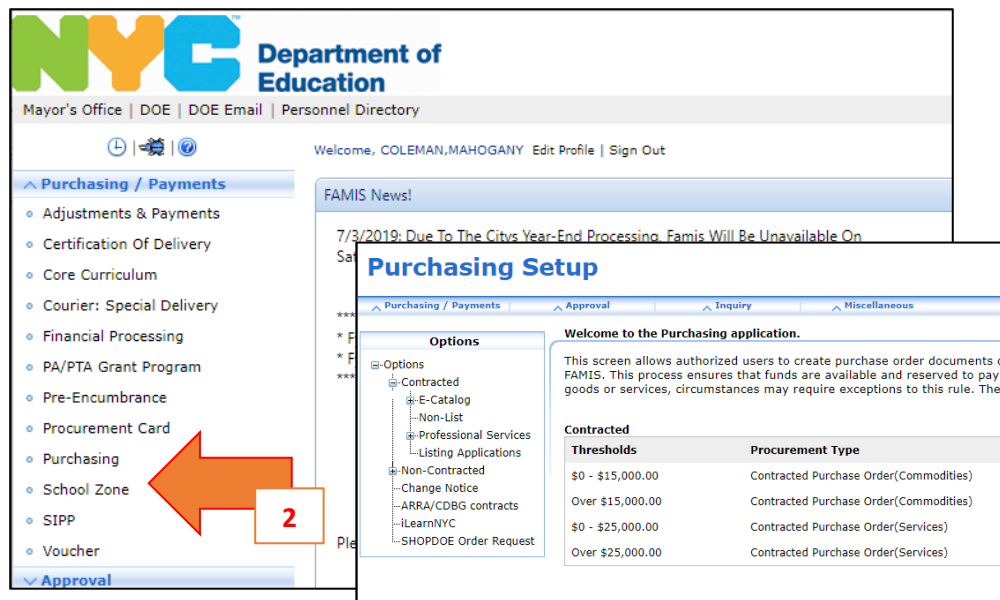 NYC™
Department of
Education
Mayor's Office | DOE | DOE Email | Personnel Directory
Welcome, COLEMAN,MAHOGANY Edit Profile | Sign Out
Purchasing / Payments
Adjustments & Payments
Certification Of Delivery
Core Curriculum
Courier: Special Delivery
Financial Processing
PA/PTA Grant Program
Pre-Encumbrance
Procurement Card
Purchasing
School Zone
SIPP
Voucher
Approval
2
FAMIS News!
7/3/2019: Due To The Citys Year-End Processing, Famis Will Be Unavailable On
Sat
***
* F
* F
***
Ple
Purchasing Setup
Purchasing / Payments Approval Inquiry Miscellaneous
Options
Options
Contracted
E-Catalog
Non-List
Professional Services
Listing Applications
Non-Contracted
Change Notice
ARRA/CDBG contracts
iLearnNYC
SHOPDOE Order Request
Welcome to the Purchasing application.
This screen allows authorized users to create purchase order documents
FAMIS. This process ensures that funds are available and reserved to pay
goods or services, circumstances may require exceptions to this rule. The
Contracted
Thresholds Procurement Type
$0 - $15,000.00 Contracted Purchase Order(Commodities)
Over $15,000.00 Contracted Purchase Order(Commodities)
$0 - $25,000.00 Contracted Purchase Order(Services)
Over $25,000.00 Contracted Purchase Order(Services)